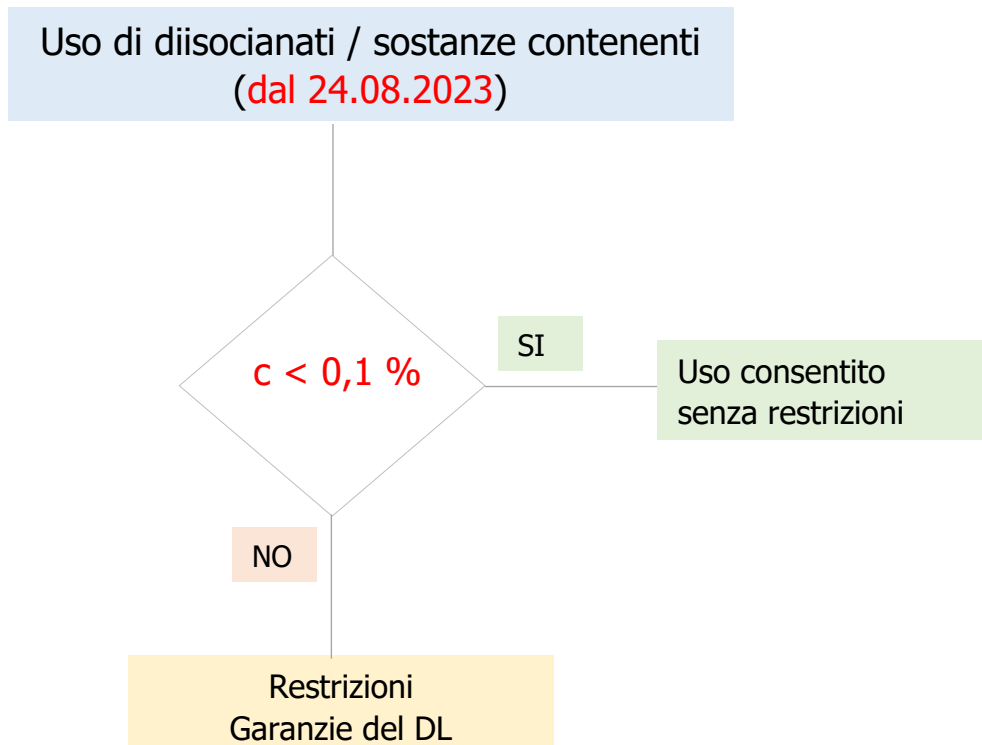 Uso di diisocianati / sostanze contenenti
(dal 24.08.2023)
c < 0,1 %
SI
Uso consentito
senza restrizioni
NO
Restrizioni
Garanzie del DL